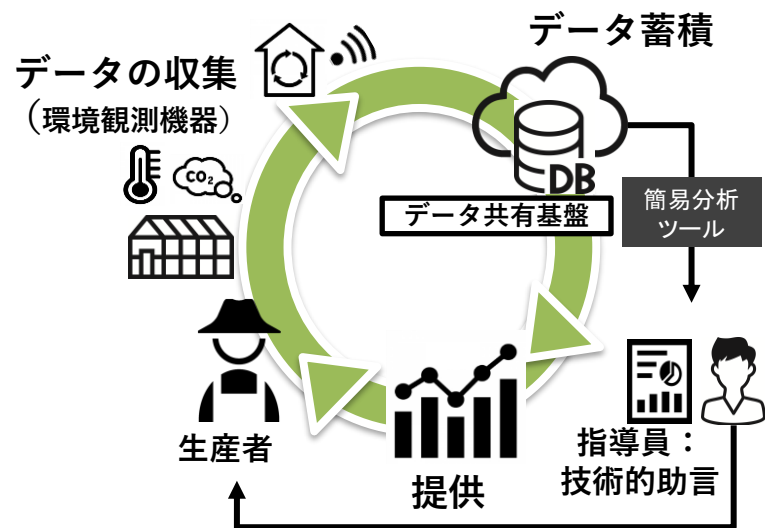 データ蓄積
データの収集
（環境観測機器）
CO₂
DB
データ共有基盤
簡易分析
ツール
生産者
提供
指導員：
技術的助言